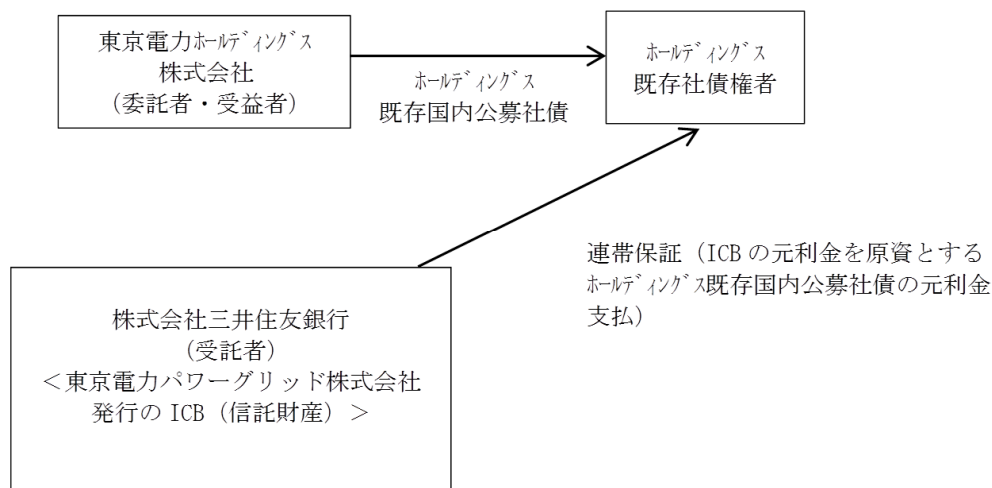 東京電力ﾎｰﾙﾃﾞｨﾝｸﾞｽ
株式会社
（委託者・受益者）
ﾎｰﾙﾃﾞｨﾝｸﾞｽ
既存国内公募社債
ﾎｰﾙﾃﾞｨﾝｸﾞｽ
既存社債権者
連帯保証（ICB の元利金を原資とする
ﾎｰﾙﾃﾞｨﾝｸﾞｽ既存国内公募社債の元利金
支払）
株式会社三井住友銀行
(受託者)
＜東京電力パワーグリッド株式会社
発行の ICB（信託財産）＞